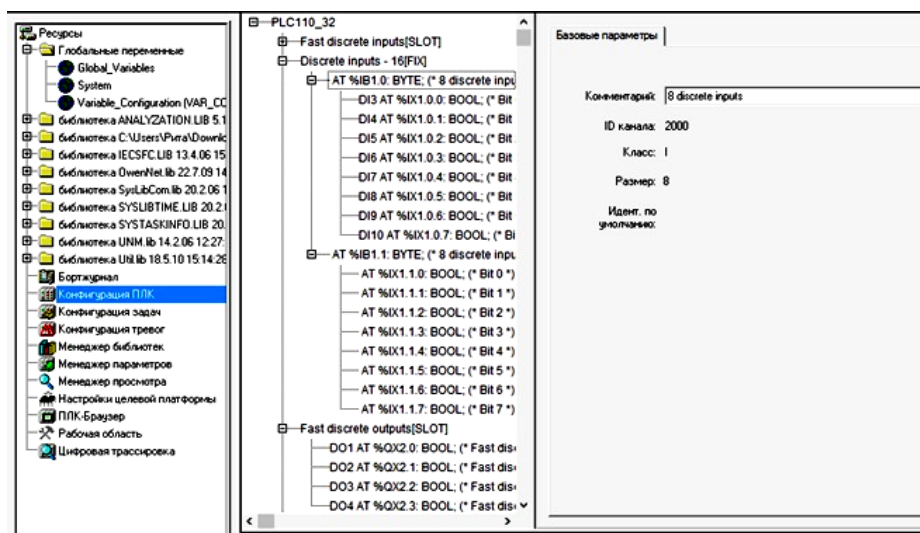 Ресурсы
Глобальные переменные
Global_Variables
System
Variable_Configuration (VAR_CC
библиотека ANALYZATION.LIB 5.1
библиотека C:\Users\Рита\Downlo
библиотека IECSFC.LIB 13.4.06 15
библиотека OwenNet.lib 22.7.09 14
библиотека SysLibCom.lib 20.2.06 1
библиотека SYSLIBTIME.LIB 20.2.
библиотека SYSTASKINFO.LIB 20.
библиотека UNM.lib 14.2.06 12:27:
библиотека Util.lib 18.5.10 15:14:28
Бортжурнал
Конфигурация ПЛК
Конфигурация задач
Конфигурация тревог
Менеджер библиотек
Менеджер параметров
Менеджер просмотра
Настройки целевой платформы
ПЛК-Браузер
Рабочая область
Цифровая трассировка
PLC110_32
Fast discrete inputs[SLOT]
Discrete inputs - 16[FIX]
AT %IB1.0: BYTE; (* 8 discrete inpu
DI3 AT %IX1.0.0: BOOL; (* Bit
DI4 AT %IX1.0.1: BOOL; (* Bit
DI5 AT %IX1.0.2: BOOL; (* Bit
DI6 AT %IX1.0.3: BOOL; (* Bit
DI7 AT %IX1.0.4: BOOL; (* Bit
DI8 AT %IX1.0.5: BOOL; (* Bit
DI9 AT %IX1.0.6: BOOL; (* Bit
DI10 AT %IX1.0.7: BOOL; (* Bi
AT %IB1.1: BYTE; (* 8 discrete inpu
AT %IX1.1.0: BOOL; (* Bit 0 *)
AT %IX1.1.1: BOOL; (* Bit 1 *)
AT %IX1.1.2: BOOL; (* Bit 2 *)
AT %IX1.1.3: BOOL; (* Bit 3 *)
AT %IX1.1.4: BOOL; (* Bit 4 *)
AT %IX1.1.5: BOOL; (* Bit 5 *)
AT %IX1.1.6: BOOL; (* Bit 6 *)
AT %IX1.1.7: BOOL; (* Bit 7 *)
Fast discrete outputs[SLOT]
DO1 AT %QX2.0: BOOL; (* Fast dis
DO2 AT %QX2.1: BOOL; (* Fast dis
DO3 AT %QX2.2: BOOL; (* Fast dis
DO4 AT %QX2.3: BOOL; (* Fast dis
Базовые параметры
Комментарий: 8 discrete inputs
ID канала: 2000
Класс: I
Размер: 8
Идент. по
умолчанию: